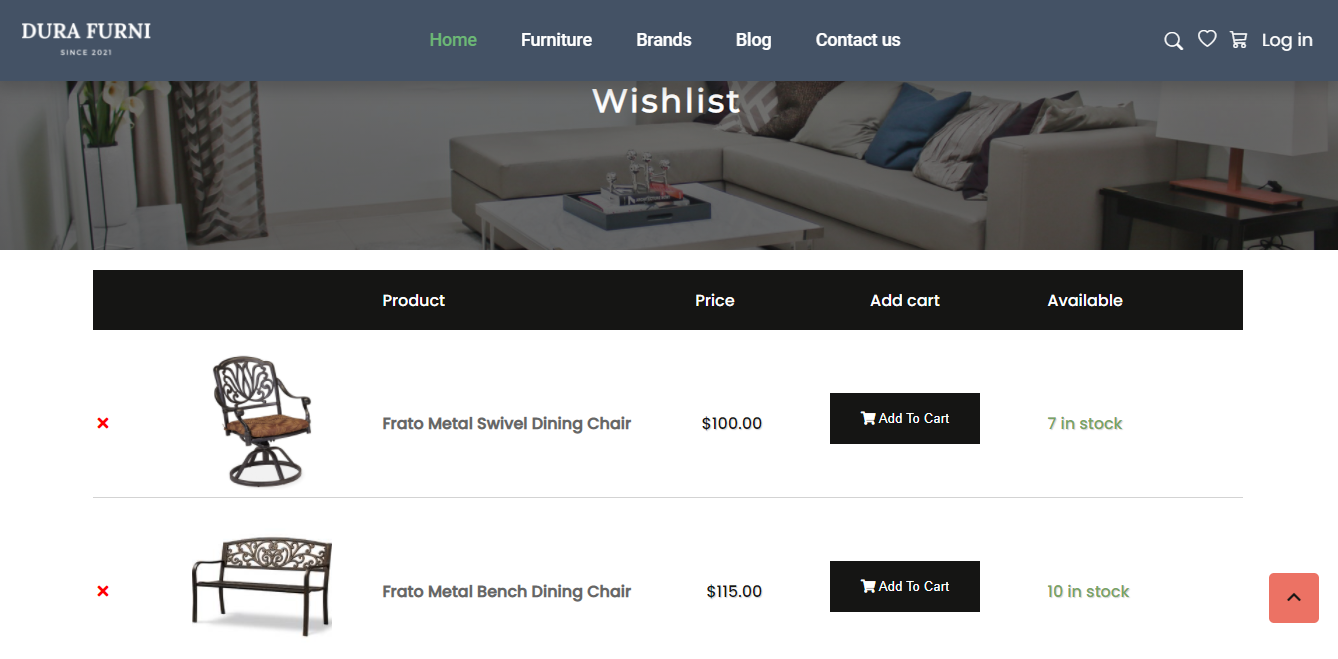 DURA FURNI
SINCE 2021
Home Furniture Brands Blog Contact us Log in
Wishlist
Product Price Add cart Available
Frato Metal Swivel Dining Chair $100.00 Add To Cart 7 in stock
Frato Metal Bench Dining Chair $115.00 Add To Cart 10 in stock